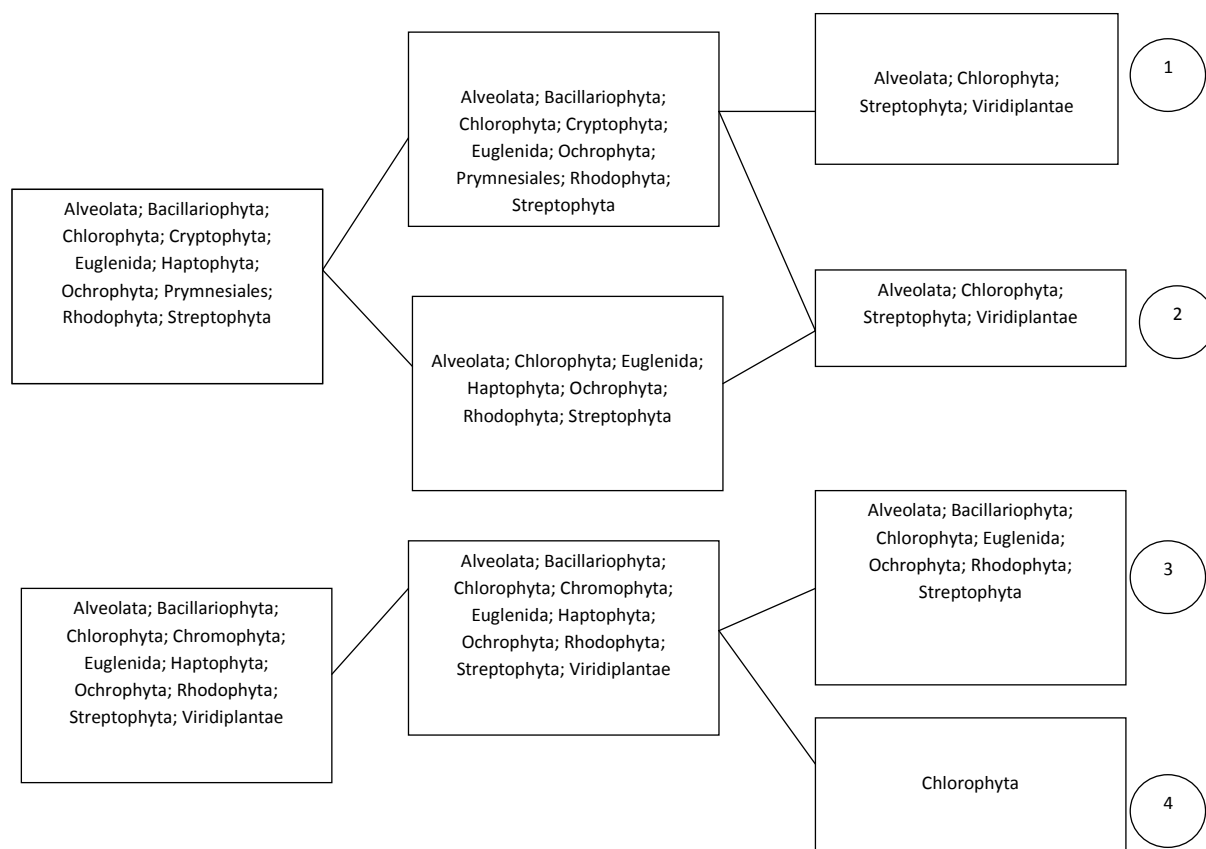 Alveolata; Bacillariophyta;
Chlorophyta; Cryptophyta;
Euglenida; Haptophyta;
Ochrophyta; Prymnesiales;
Rhodophyta; Streptophyta
Alveolata; Bacillariophyta;
Chlorophyta; Cryptophyta;
Euglenida; Ochrophyta;
Prymnesiales; Rhodophyta;
Streptophyta
Alveolata; Chlorophyta; Euglenida;
Haptophyta; Ochrophyta;
Rhodophyta; Streptophyta
Alveolata; Chlorophyta;
Streptophyta; Viridiplantae
1
Alveolata; Chlorophyta;
Streptophyta; Viridiplantae
2
Alveolata; Bacillariophyta;
Chlorophyta; Chromophyta;
Euglenida; Haptophyta;
Ochrophyta; Rhodophyta;
Streptophyta; Viridiplantae
Alveolata; Bacillariophyta;
Chlorophyta; Chromophyta;
Euglenida; Haptophyta;
Ochrophyta; Rhodophyta;
Streptophyta; Viridiplantae
Alveolata; Bacillariophyta;
Chlorophyta; Euglenida;
Ochrophyta; Rhodophyta;
Streptophyta
3
Chlorophyta
4